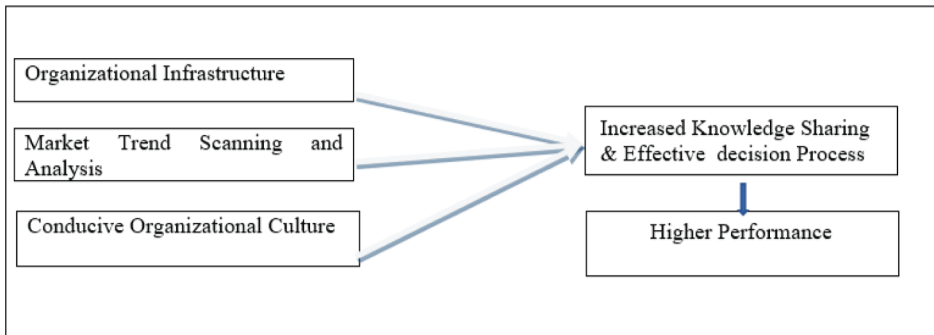 Organizational Infrastructure
Market Trend Scanning and
Analysis
Conducive Organizational Culture
Increased Knowledge Sharing
& Effective decision Process
Higher Performance